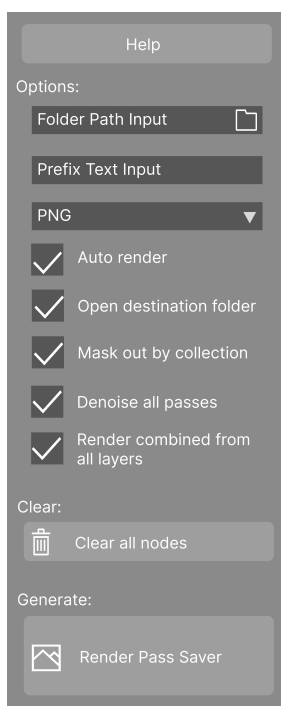 Help
Options:
Folder Path Input
Prefix Text Input
PNG
Auto render
Open destination folder
Mask out by collection
Denoise all passes
Render combined from
all layers
Clear:
Clear all nodes
Generate:
Render Pass Saver